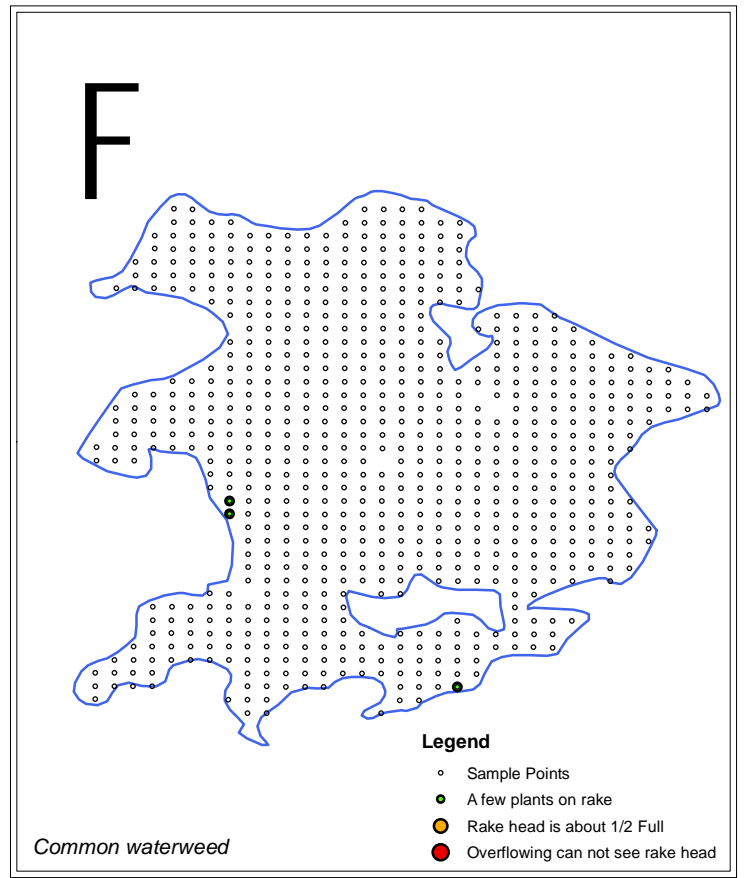 F
Legend
Sample Points
A few plants on rake
Rake head is about 1/2 Full
Overflowing can not see rake head
Common waterweed